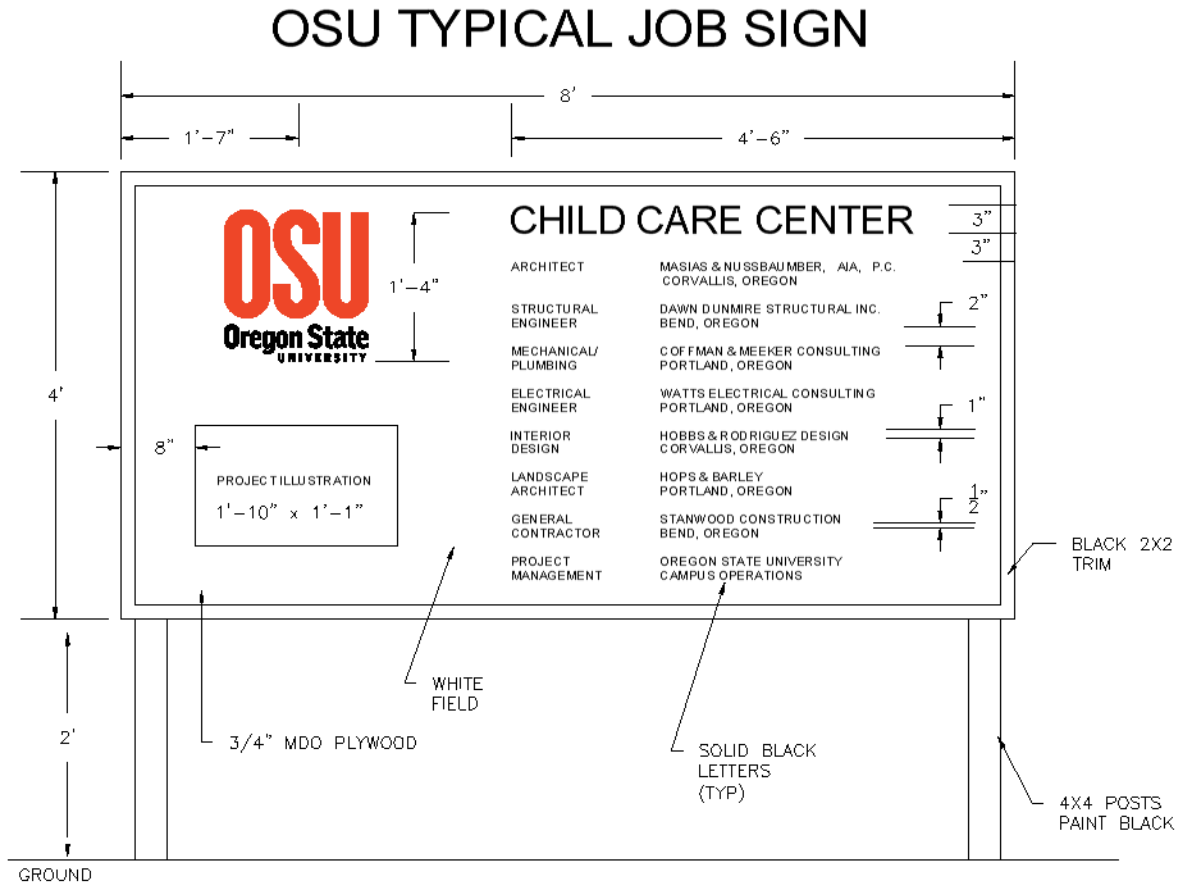 OSU TYPICAL JOB SIGN
8'
1'-7"
4'-6"
OSU
Oregon State
UNIVERSITY
1'-4"
CHILD CARE CENTER
3"
3"
ARCHITECT MASIAS & NUSSBAUMBER, AIA, P.C.
CORVALLIS, OREGON
STRUCTURAL DAWN DUNMIRE STRUCTURAL INC.
ENGINEER BEND, OREGON
2"
MECHANICAL/ COFFMAN & MEEKER CONSULTING
PLUMBING PORTLAND, OREGON
4'
ELECTRICAL WATTS ELECTRICAL CONSULTING
ENGINEER PORTLAND, OREGON
1"
INTERIOR HOBBS & RODRIGUEZ DESIGN
DESIGN CORVALLIS, OREGON
8"
PROJECT ILLUSTRATION
1'-10" x 1'-1"
LANDSCAPE HOPS & BARLEY
ARCHITECT PORTLAND, OREGON
1/2"
GENERAL STANWOOD CONSTRUCTION
CONTRACTOR BEND, OREGON
PROJECT OREGON STATE UNIVERSITY
MANAGEMENT CAMPUS OPERATIONS
BLACK 2X2
TRIM
WHITE
FIELD
2'
3/4" MDO PLYWOOD
SOLID BLACK
LETTERS
(TYP)
4X4 POSTS
PAINT BLACK
GROUND